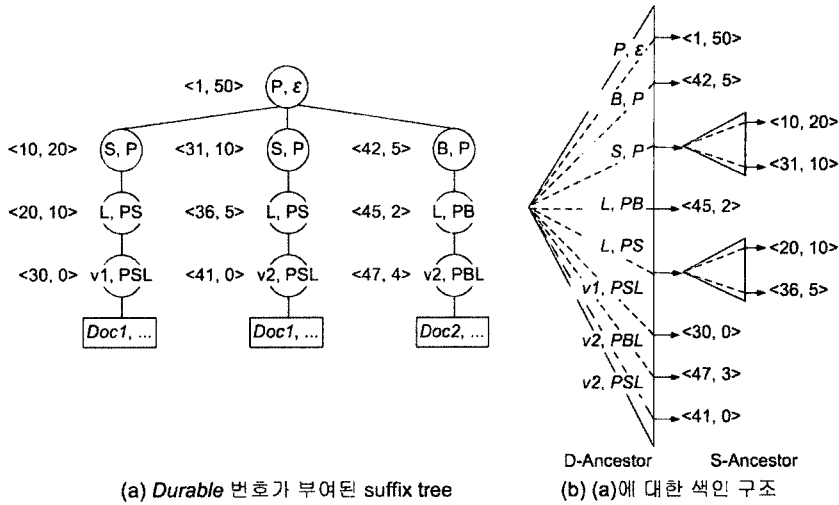 <1, 50> P, ε
<10, 20> S, P <31, 10> S, P <42, 5> B, P
<20, 10> L, PS <36, 5> L, PS <45, 2> L, PB
<30, 0> v1, PSL <41, 0> v2, PSL <47, 4> v2, PBL
Doc1, ... Doc1, ... Doc2, ...
(a) Durable 번호가 부여된 suffix tree
P, ε <1, 50>
B, P <42, 5>
S, P <10, 20>
<31, 10>
L, PB <45, 2>
L, PS <20, 10>
<36, 5>
v1, PSL <30, 0>
v2, PBL <47, 3>
v2, PSL <41, 0>
D-Ancestor S-Ancestor
(b) (a)에 대한 색인 구조